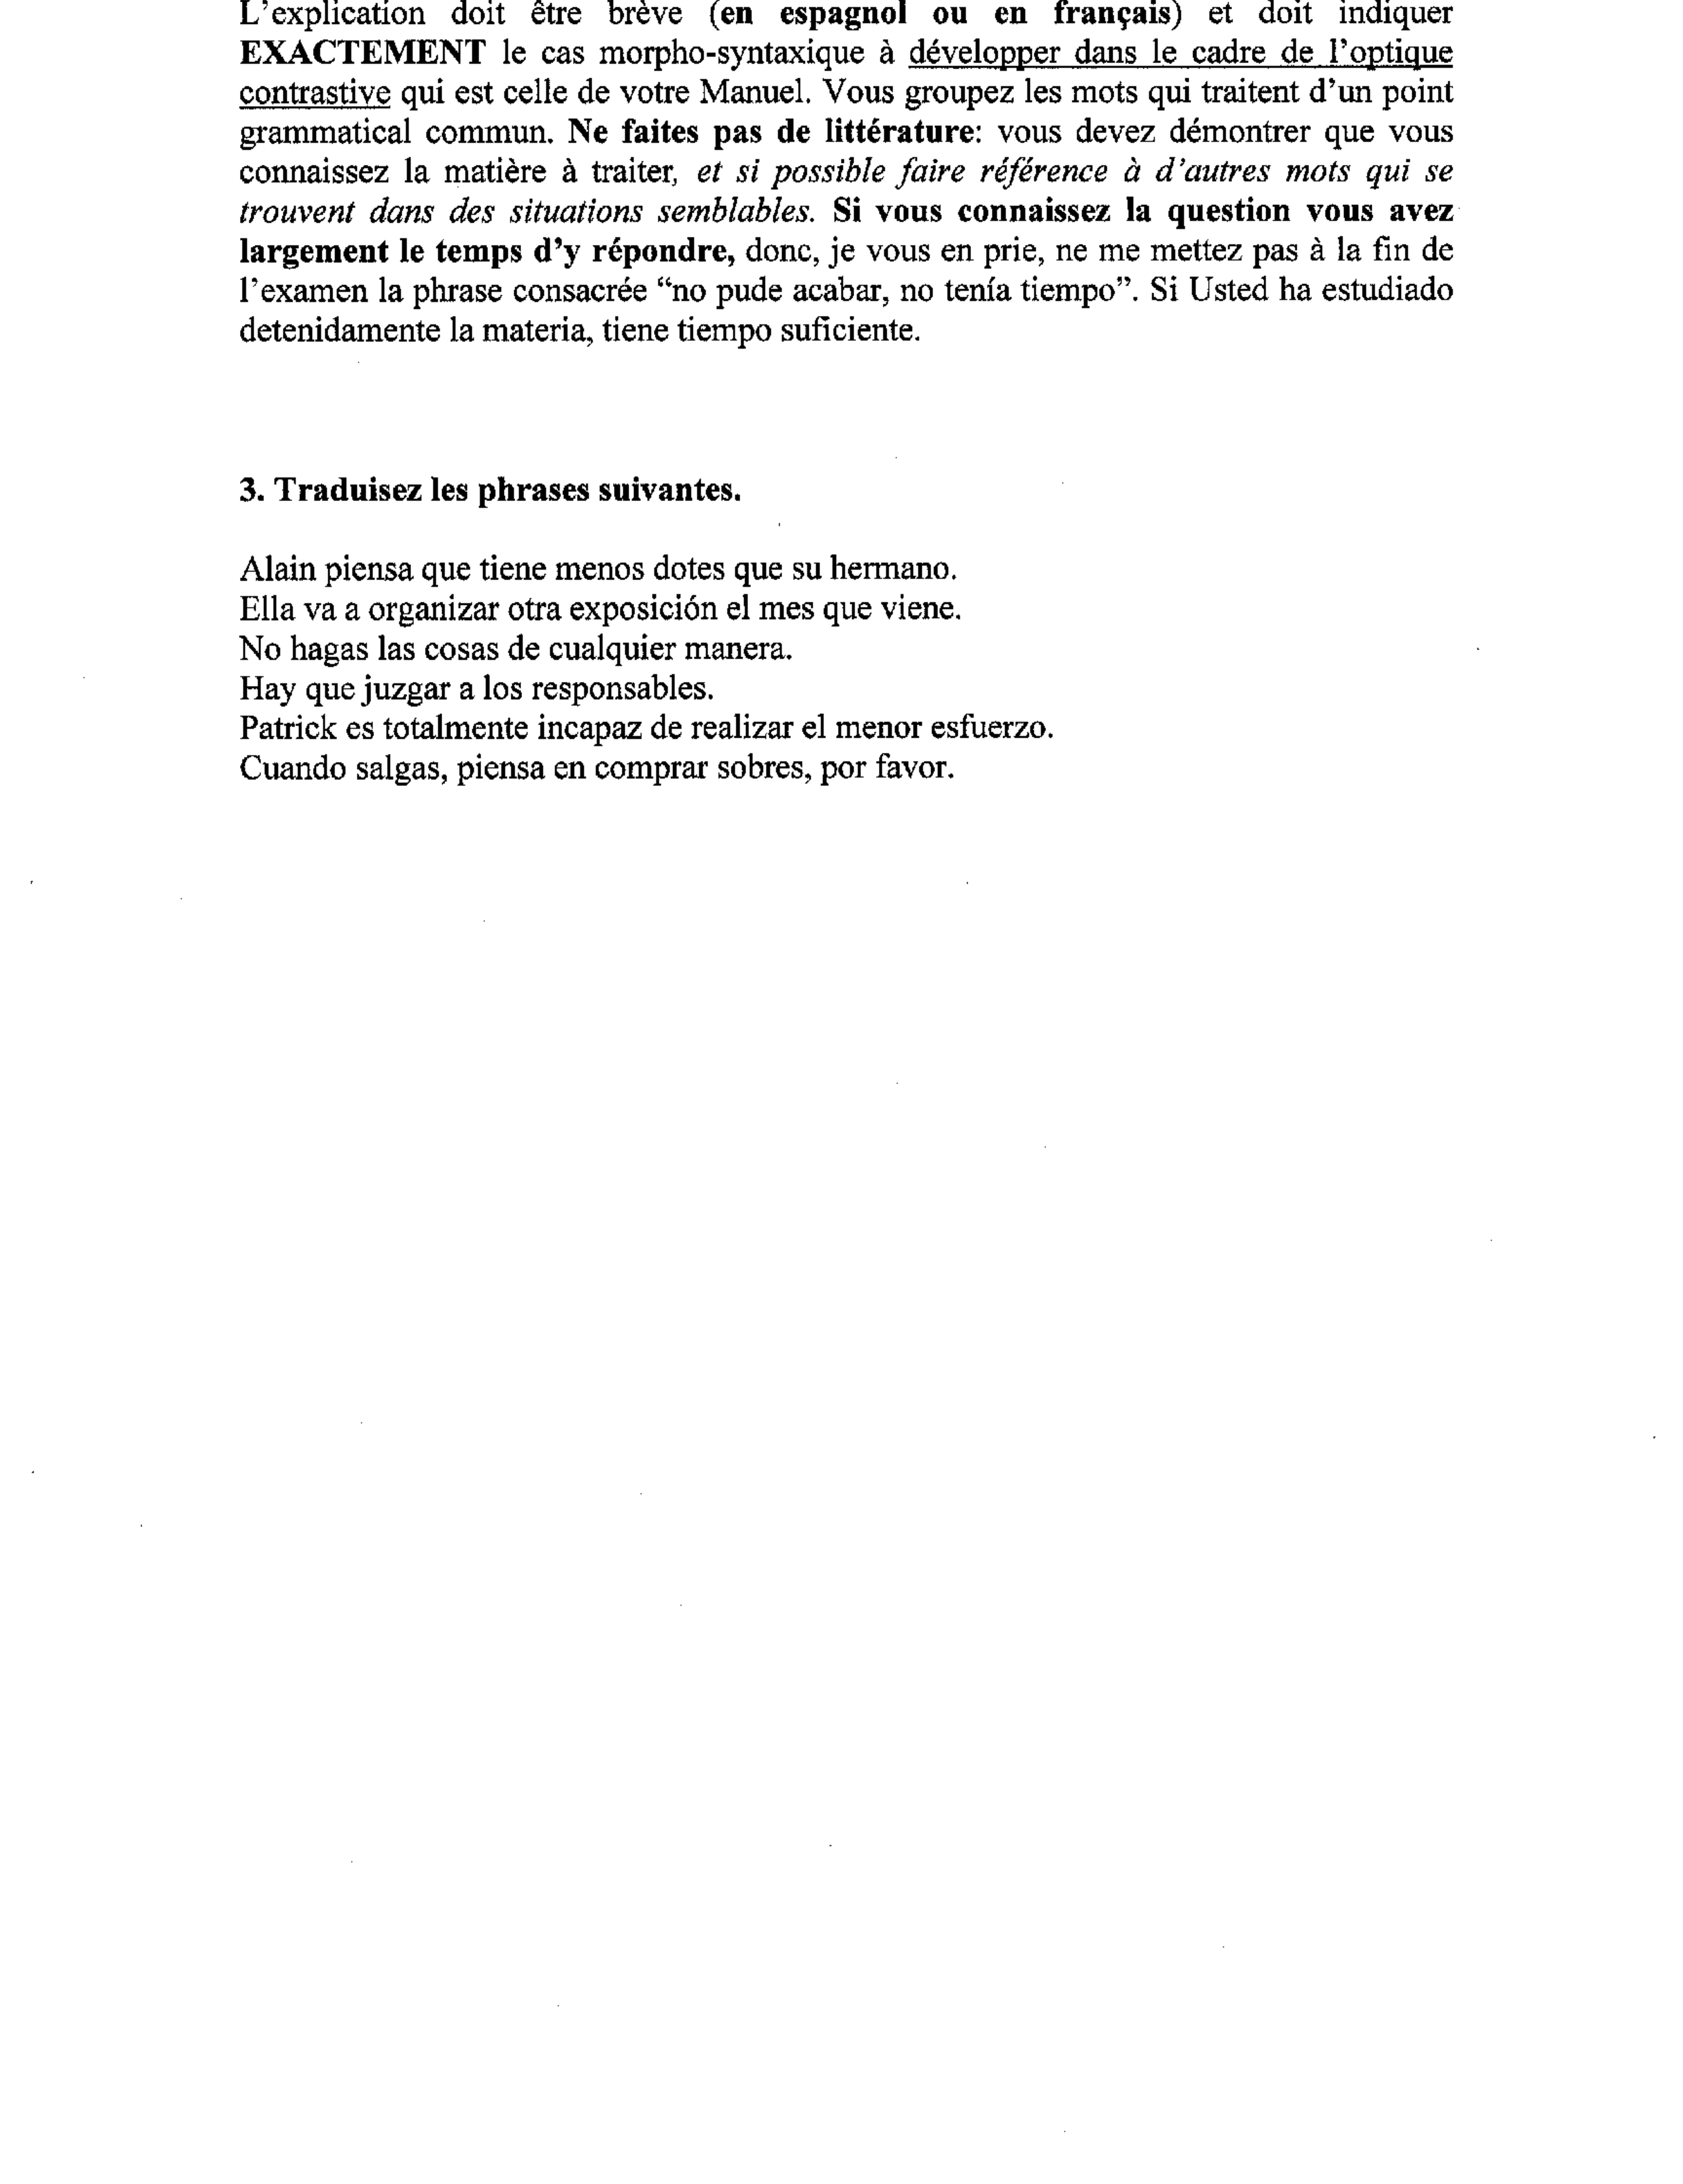 L'explication doit être brève (en espagnol ou en français) et doit indiquer
EXACTEMENT le cas morpho-syntaxique à développer dans le cadre de l'optique
contrastive qui est celle de votre Manuel. Vous groupez les mots qui traitent d'un point
grammatical commun. Ne faites pas de littérature: vous devez démontrer que vous
connaissez la matière à traiter, et si possible faire référence à d'autres mots qui se
trouvent dans des situations semblables. Si vous connaissez la question vous avez
largement le temps d'y répondre, donc, je vous en prie, ne me mettez pas à la fin de
l'examen la phrase consacrée “no pude acabar, no tenía tiempo”. Si Usted ha estudiado
detenidamente la materia, tiene tiempo suficiente.
3. Traduisez les phrases suivantes.
Alain piensa que tiene menos dotes que su hermano.
Ella va a organizar otra exposición el mes que viene.
No hagas las cosas de cualquier manera.
Hay que juzgar a los responsables.
Patrick es totalmente incapaz de realizar el menor esfuerzo.
Cuando salgas, piensa en comprar sobres, por favor.